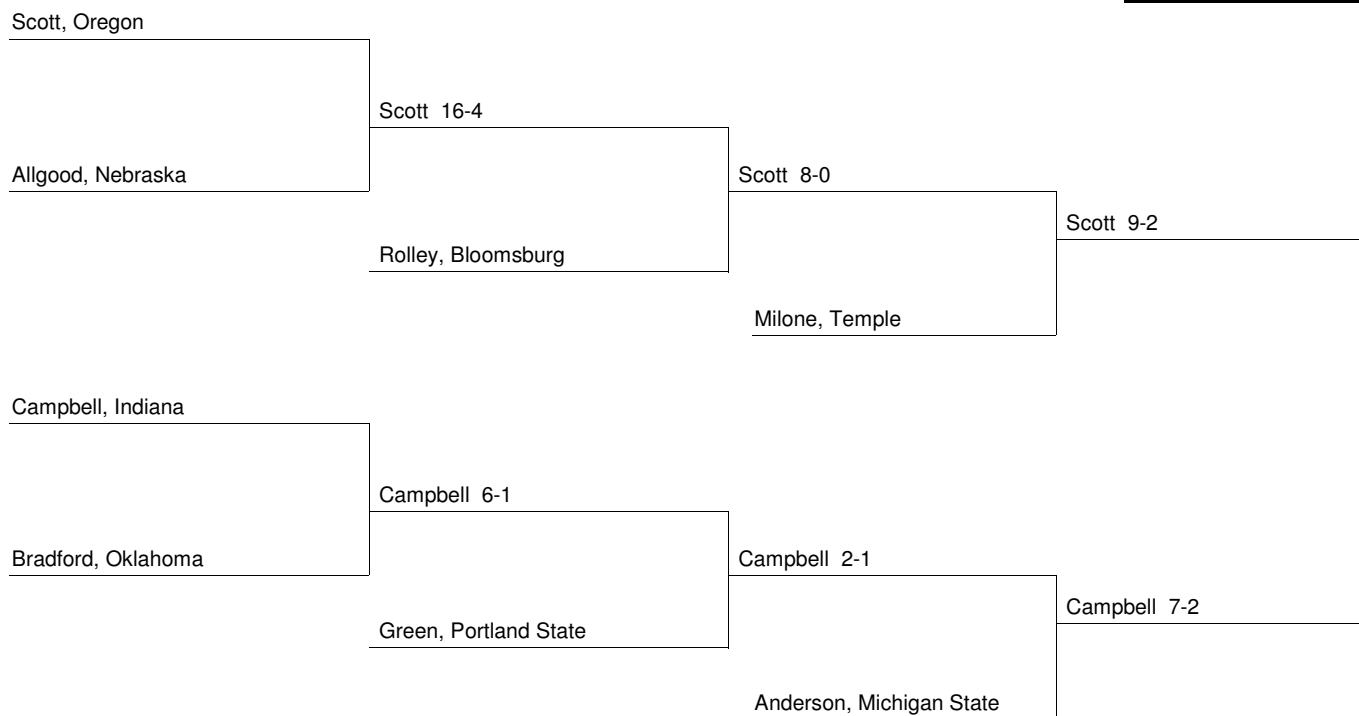 Scott, Oregon
Scott 16-4
Allgood, Nebraska
Scott 8-0
Scott 9-2
Rolley, Bloomsburg
Milone, Temple
Campbell, Indiana
Campbell 6-1
Bradford, Oklahoma
Campbell 2-1
Campbell 7-2
Green, Portland State
Anderson, Michigan State